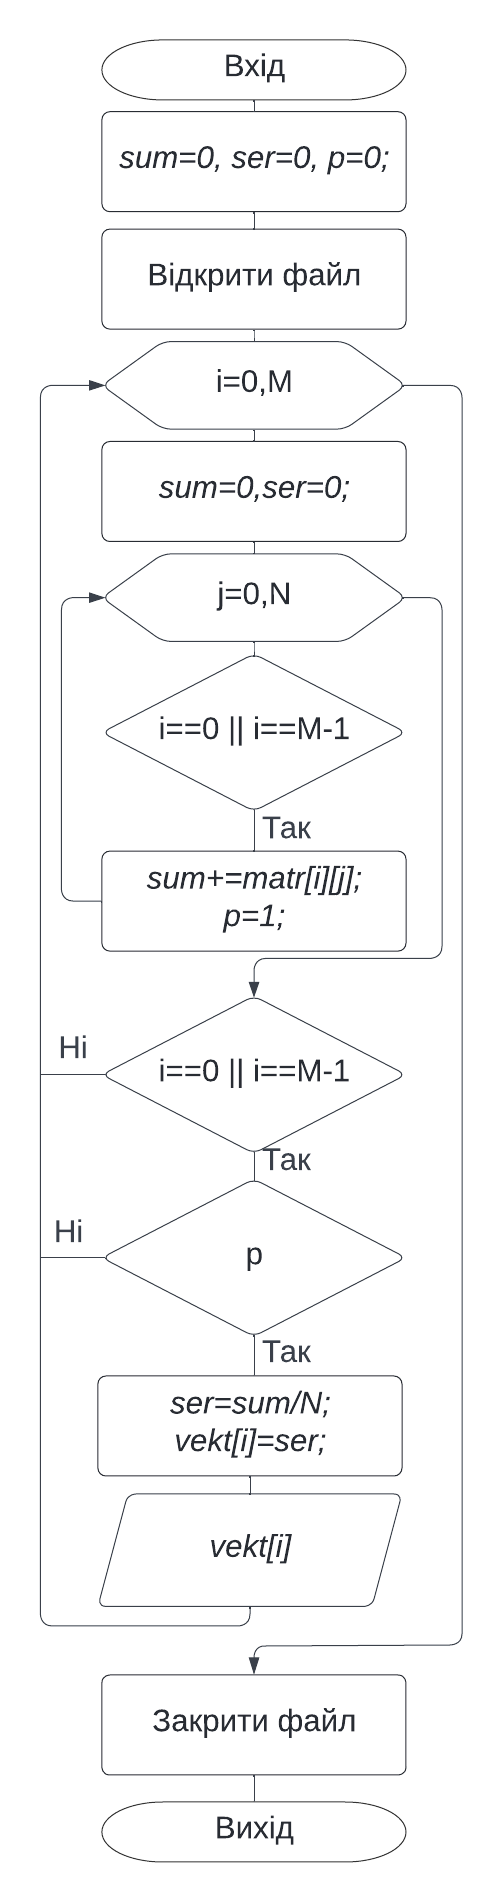 Вхід
sum=0, ser=0, p=0;
Відкрити файл
i=0,M
sum=0,ser=0;
j=0,N
i==0 || i==M-1
Так
sum+=matr[i][j];
p=1;
Ні
i==0 || i==M-1
Так
Ні
p
Так
ser=sum/N;
vekt[i]=ser;
vekt[i]
Закрити файл
Вихід